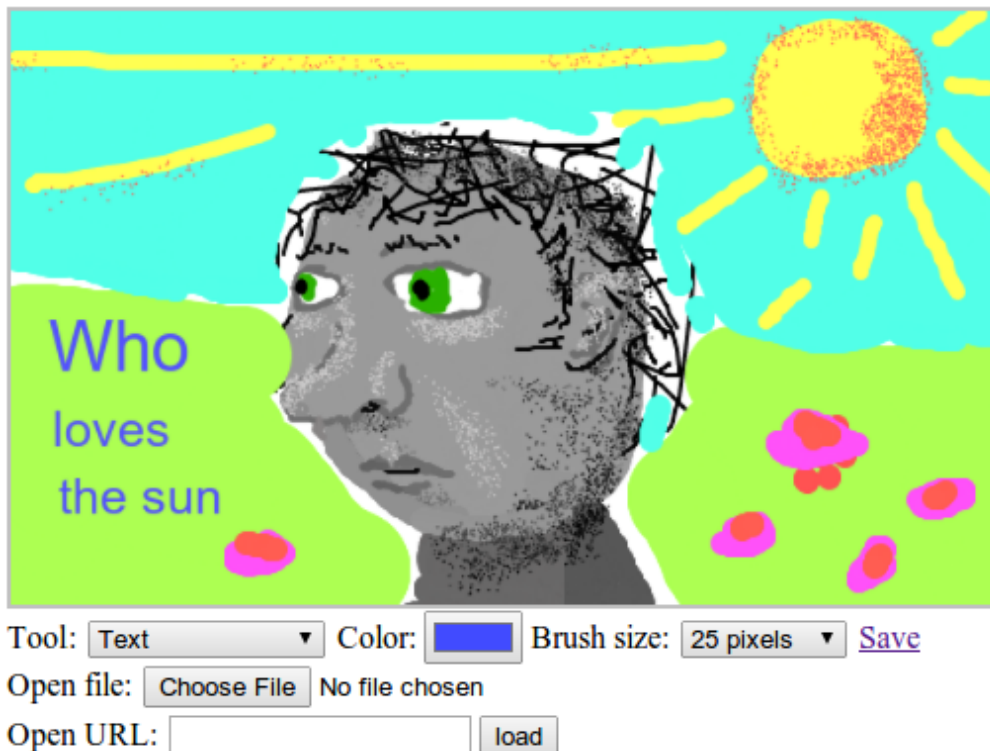 Who
loves
the sun
Tool: Text Color: Brush size: 25 pixels Save
Open file: Choose File No file chosen
Open URL: load